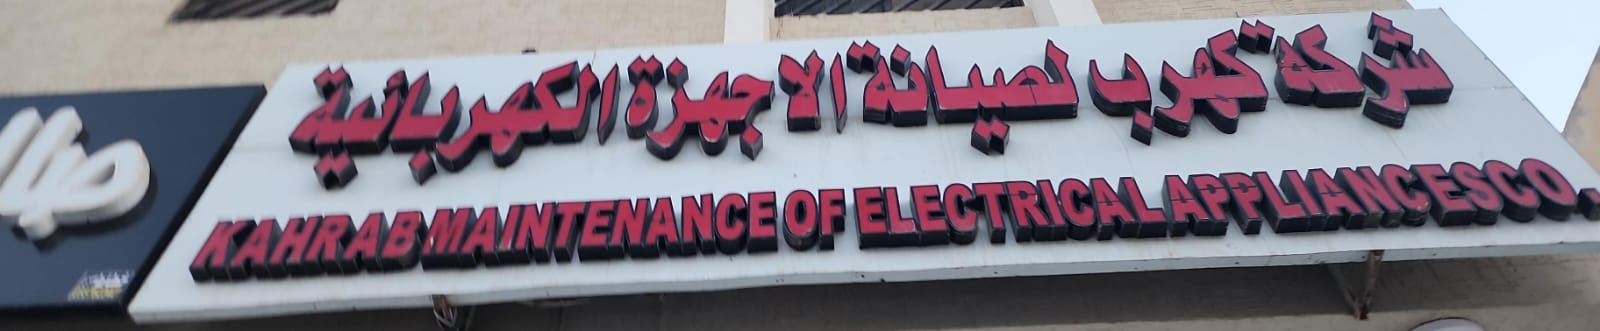 شركة كهرب لصيانة الاجهزة الكهربائية
KAHRAB MAINTENANCE OF ELECTRICAL APPLIANCES CO.